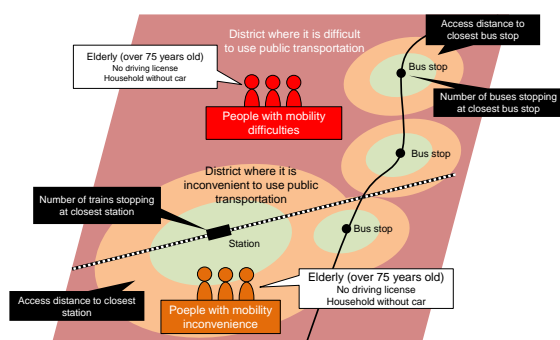 District where it is difficult
to use public transportation
Access distance to
closest bus stop
Elderly (over 75 years old)
No driving license
Household without car
Bus stop
Number of buses stopping
at closest bus stop
People with mobility
difficulties
Bus stop
District where it is
inconvenient to use public
transportation
Number of trains stopping
at closest station
Station
Bus stop
Elderly (over 75 years old)
No driving license
Household without car
Access distance to closest
station
Poeple with mobility
inconvenience